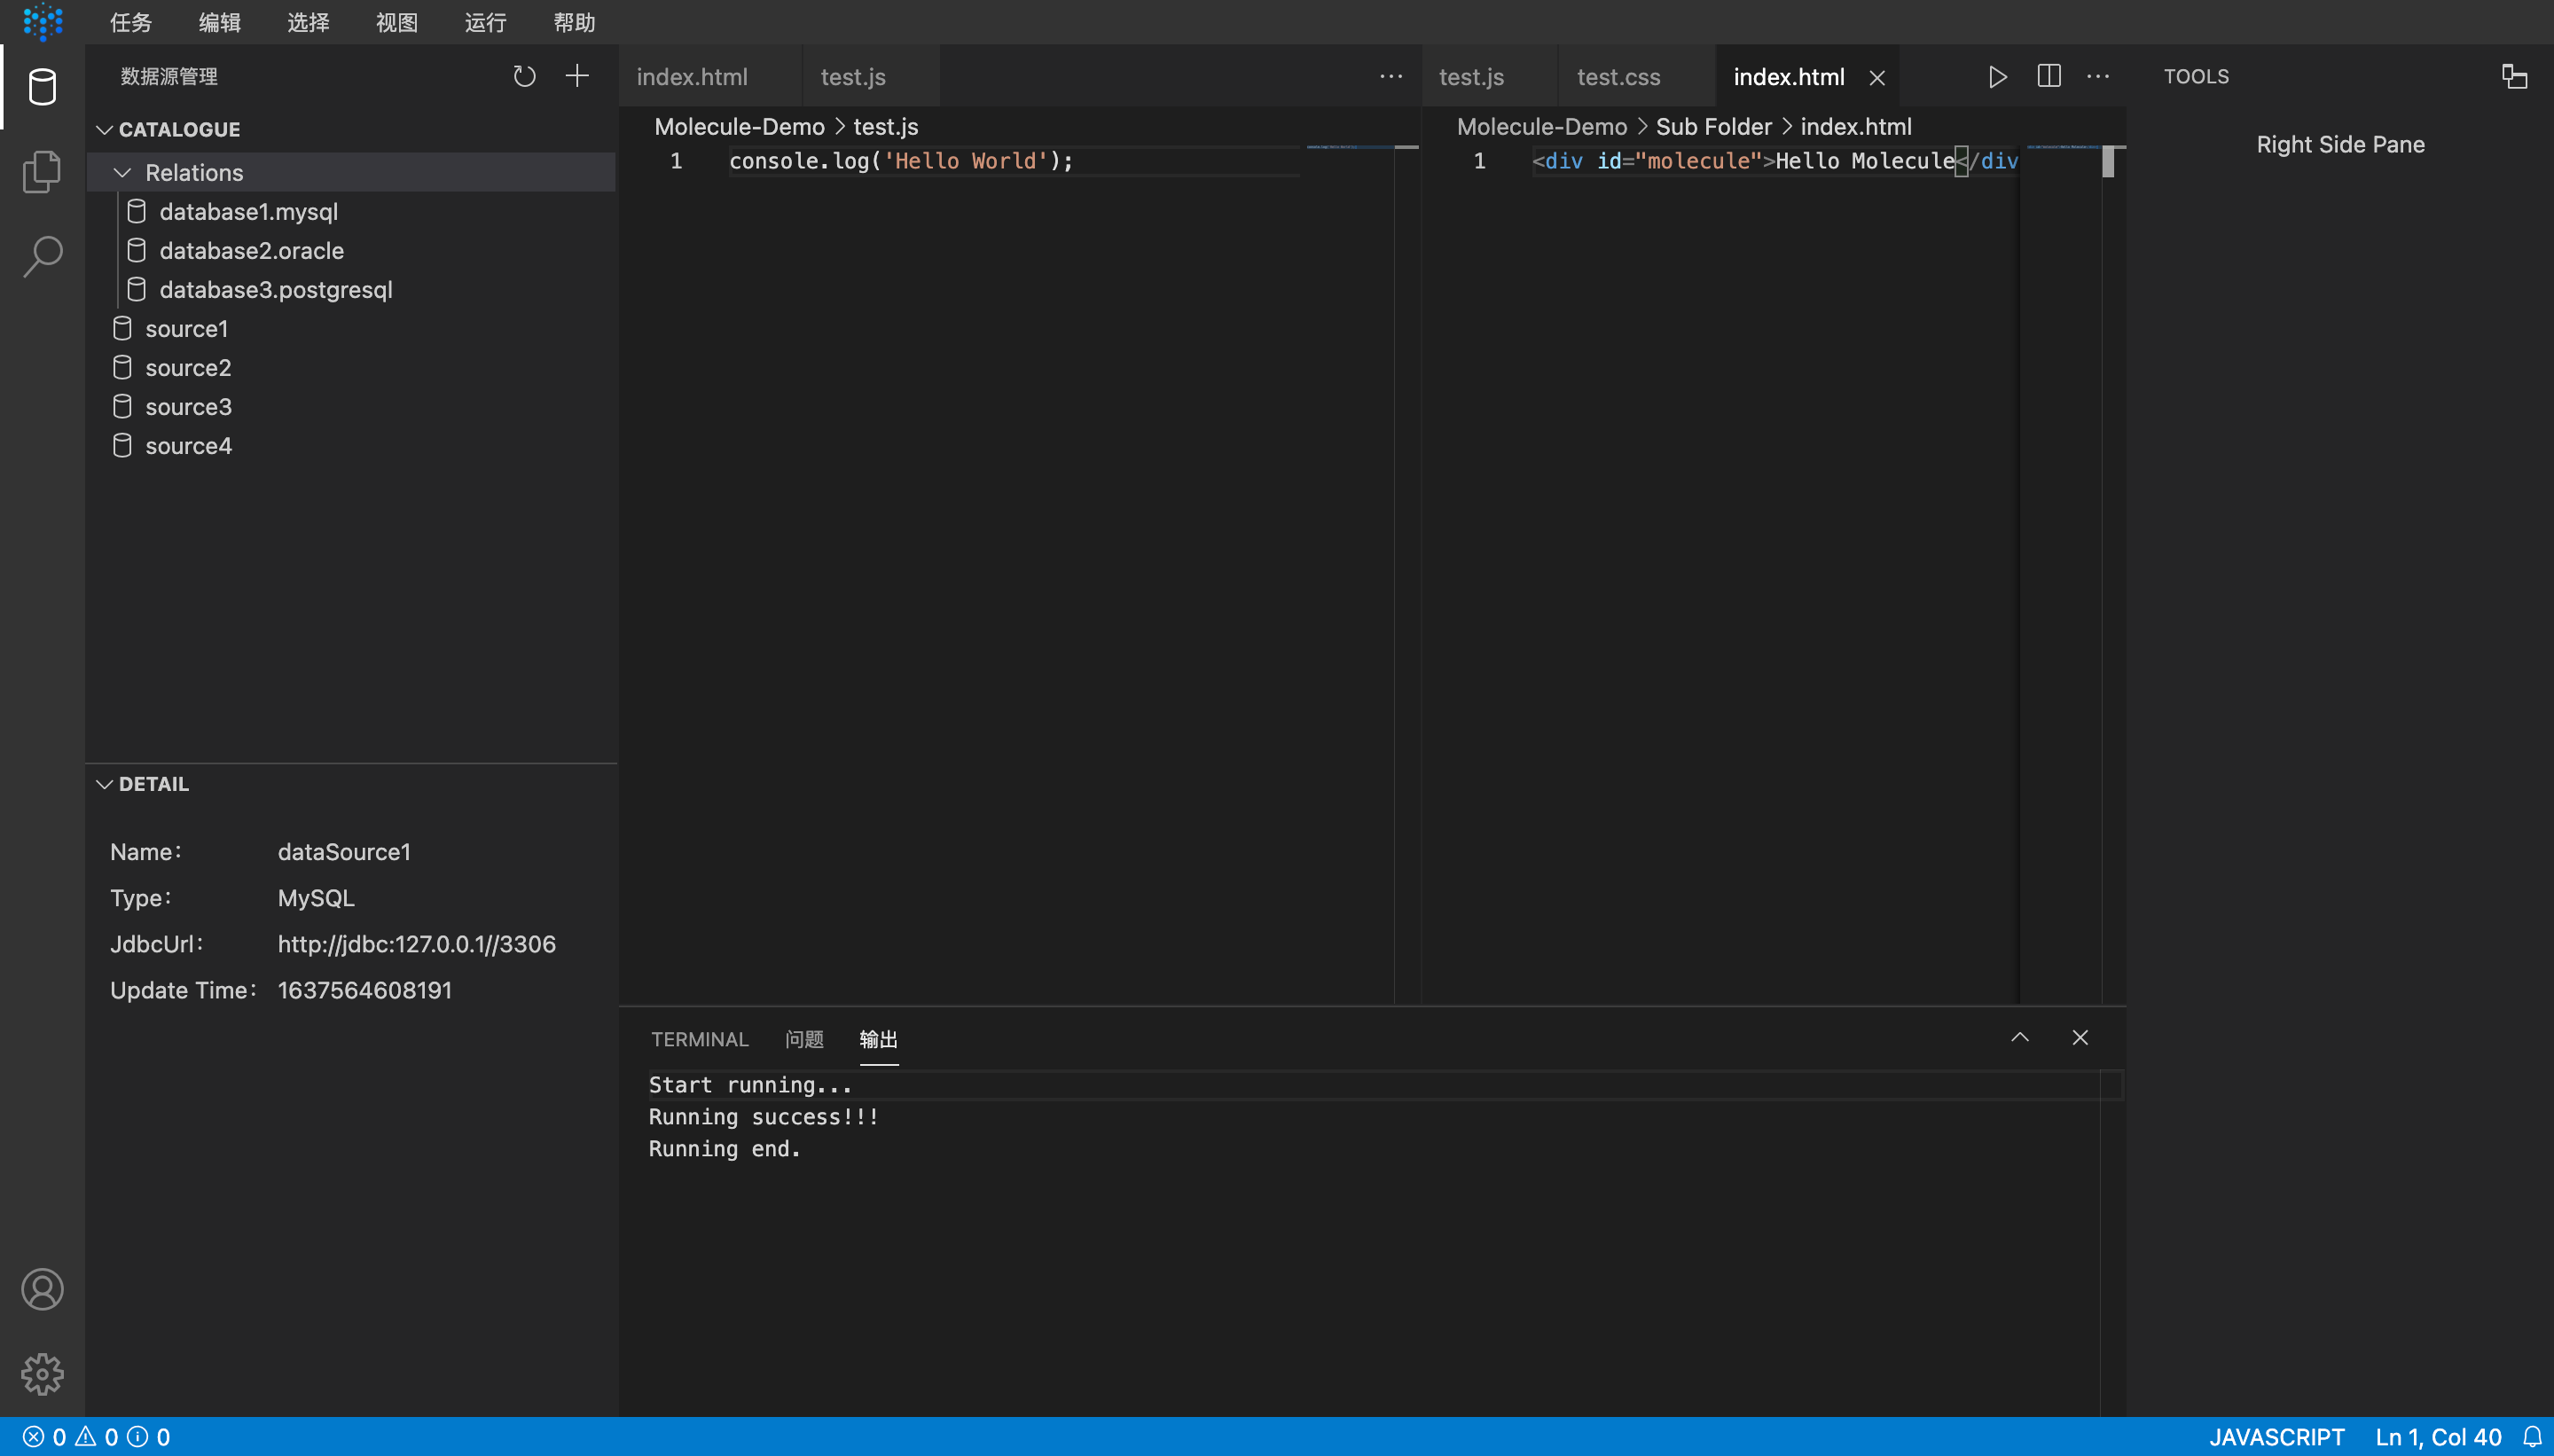 任务 编辑 选择 视图 运行 帮助
数据源管理
CATALOGUE
Relations
database1.mysql
database2.oracle
database3.postgresql
source1
source2
source3
source4
DETAIL
Name： dataSource1
Type： MySQL
JdbcUrl： http://jdbc:127.0.0.1//3306
Update Time： 1637564608191
index.html test.js
Molecule-Demo > test.js
1 console.log('Hello World');
test.js test.css index.html
Molecule-Demo > Sub Folder > index.html
1 <div id="molecule">Hello Molecule</div
TERMINAL 问题 输出
Start running...
Running success!!!
Running end.
TOOLS
Right Side Pane
0 0 0
JAVASCRIPT Ln 1, Col 40